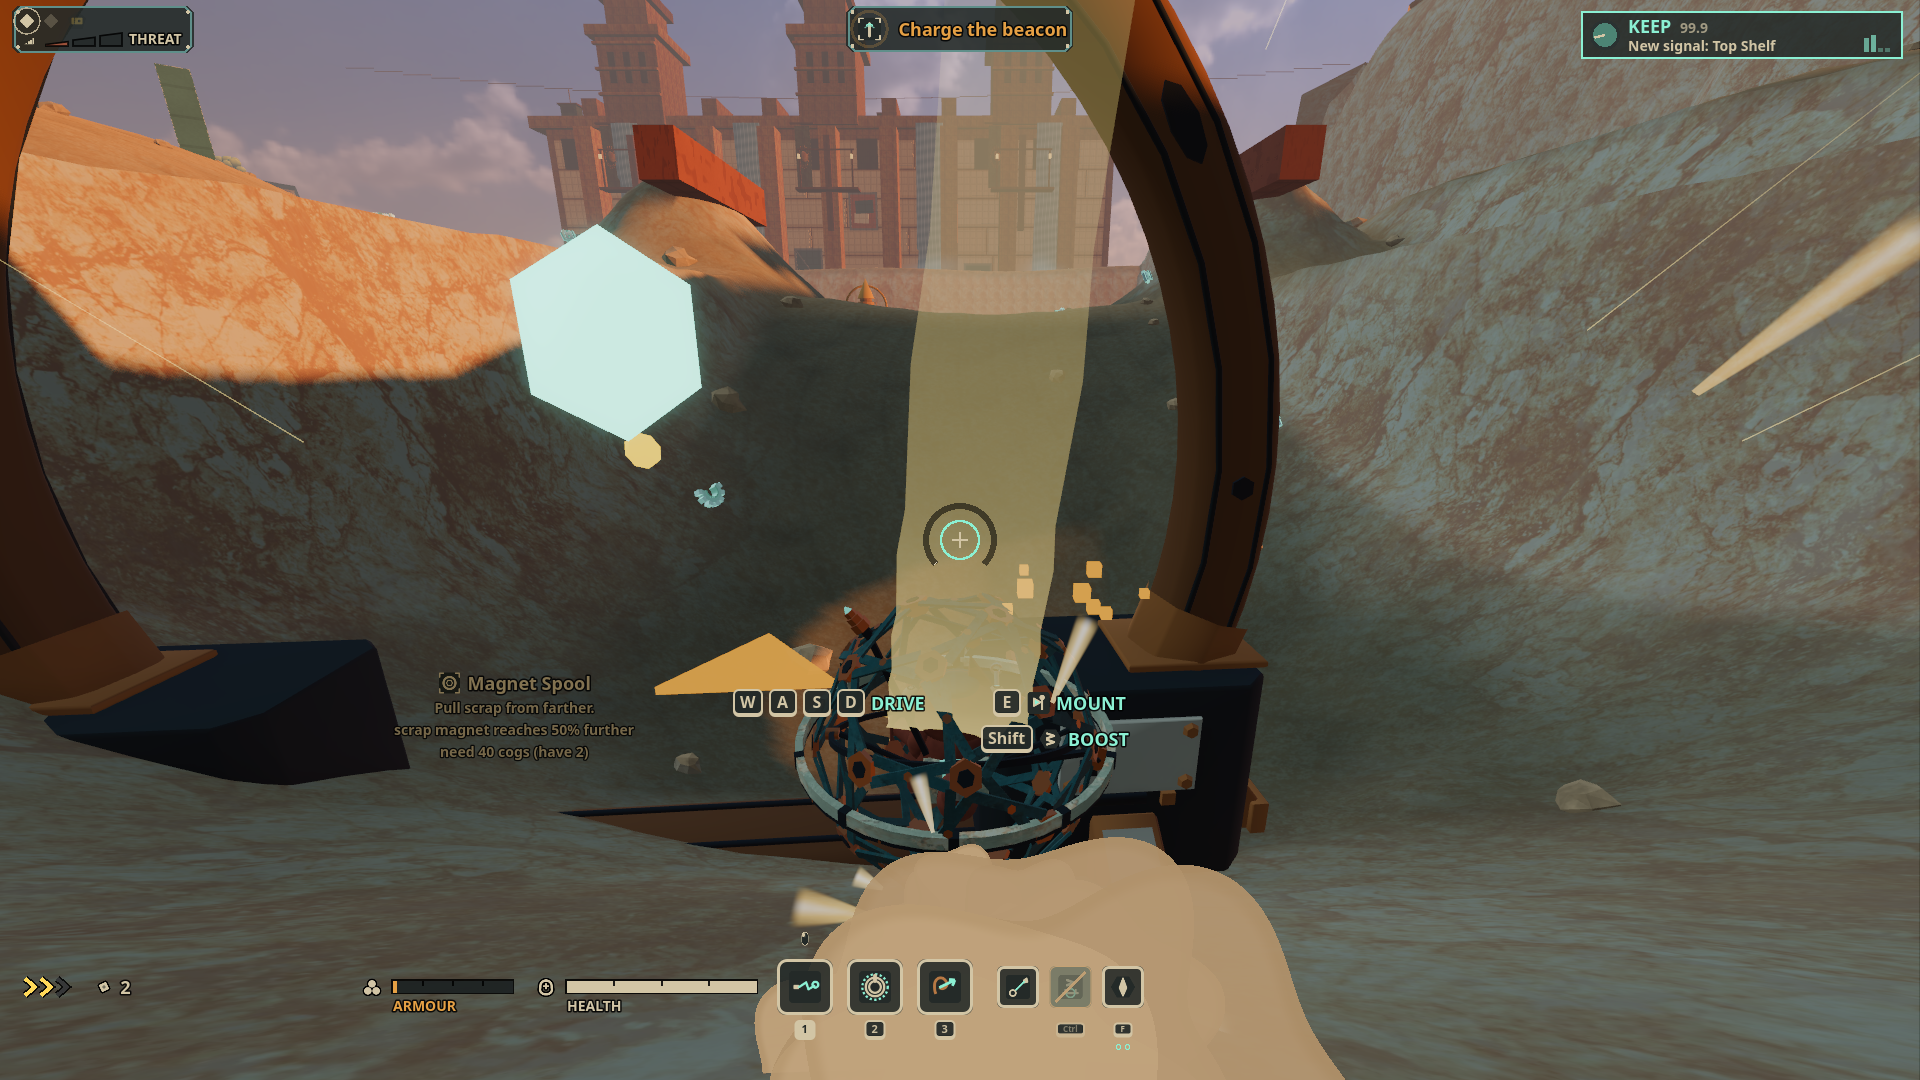 THREAT
Charge the beacon
KEEP 99.9
New signal: Top Shelf
Magnet Spool
Pull scrap from farther.
scrap magnet reaches 50% further
need 40 cogs (have 2)
W A S D DRIVE
E MOUNT
Shift BOOST
2
ARMOUR
HEALTH
1 2 3 Ctrl F